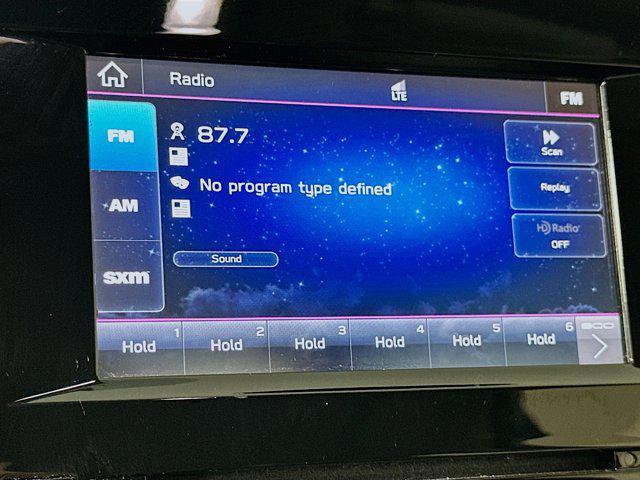 Radio
LTE
FM
FM
87.7
Scan
No program type defined
Replay
AM
HD Radio
OFF
Sound
sxm
1 2 3 4 5 6
Hold Hold Hold Hold Hold Hold